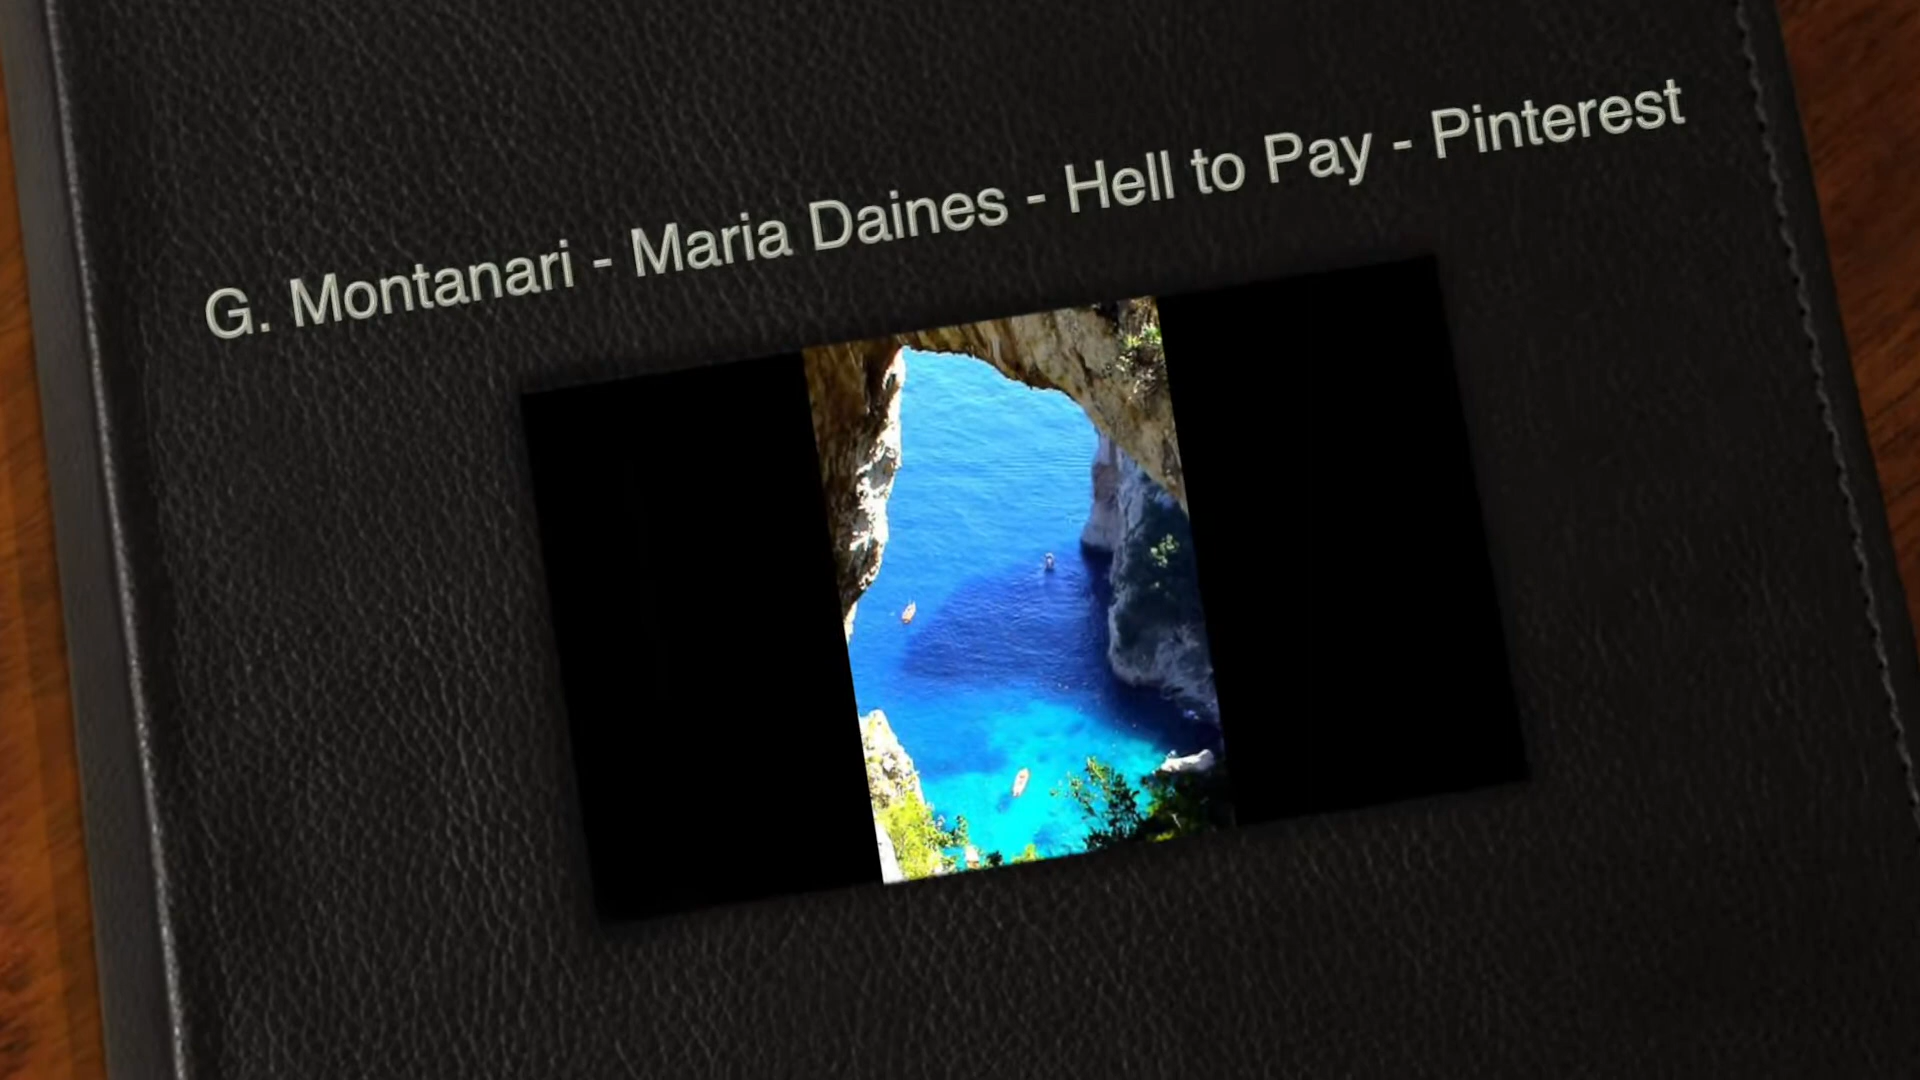 G. Montanari - Maria Daines - Hell to Pay - Pinterest